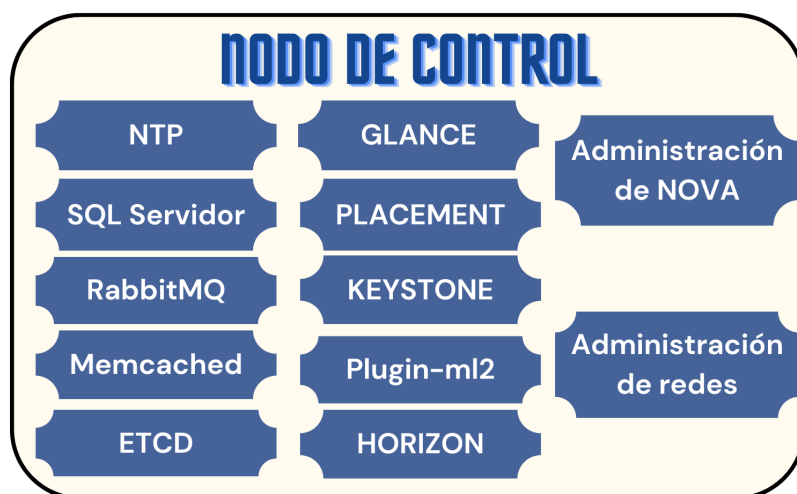 NODO DE CONTROL
NTP
SQL Servidor
RabbitMQ
Memcached
ETCD
GLANCE
PLACEMENT
KEYSTONE
Plugin-ml2
HORIZON
Administración
de NOVA
Administración
de redes